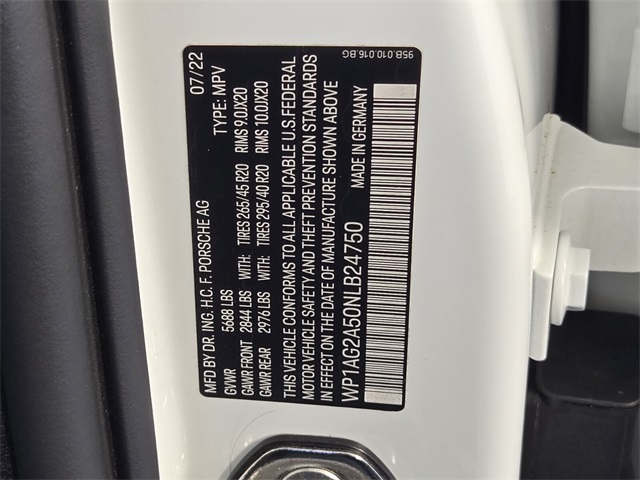 MFD BY DR. ING. H.C. F. PORSCHE AG 07/22
GVWR 5688 LBS TYPE: MPV
GAWR FRONT 2844 LBS WITH: TIRES 265/45 R20 RIMS 9.0JX20
GAWR REAR 2976 LBS WITH: TIRES 295/40 R20 RIMS 10.0JX20
THIS VEHICLE CONFORMS TO ALL APPLICABLE U.S. FEDERAL
MOTOR VEHICLE SAFETY AND THEFT PREVENTION STANDARDS
IN EFFECT ON THE DATE OF MANUFACTURE SHOWN ABOVE
WP1AG2A50NLB24750 MADE IN GERMANY
95B.010.016.BG